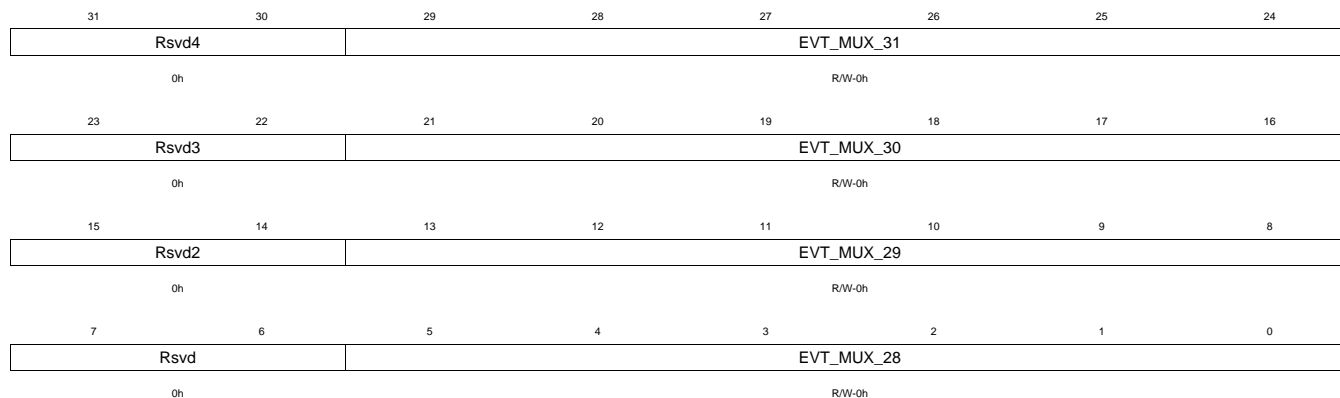 31 30 29 28 27 26 25 24
Rsvd4 EVT_MUX_31
0h R/W-0h
23 22 21 20 19 18 17 16
Rsvd3 EVT_MUX_30
0h R/W-0h
15 14 13 12 11 10 9 8
Rsvd2 EVT_MUX_29
0h R/W-0h
7 6 5 4 3 2 1 0
Rsvd EVT_MUX_28
0h R/W-0h